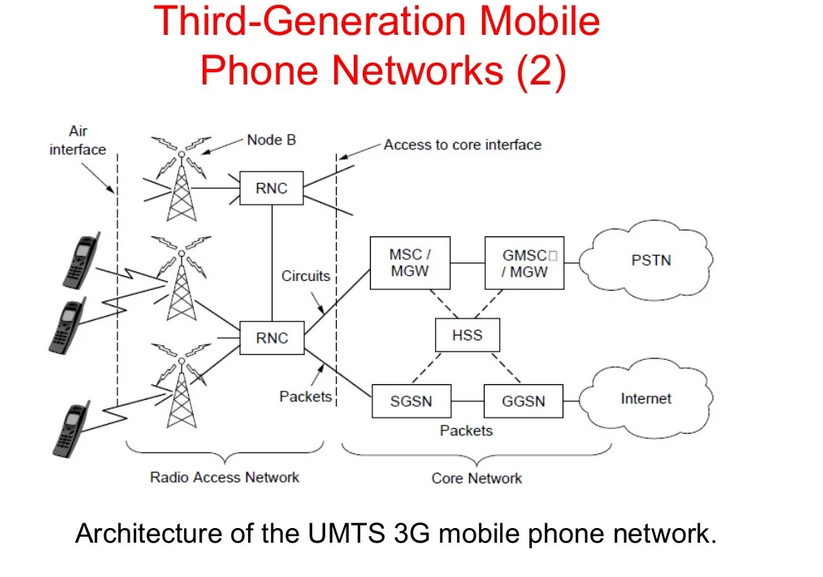 Third-Generation Mobile
Phone Networks (2)
Air
interface
Node B
Access to core interface
RNC
MSC /
MGW
GMSC□
/ MGW
PSTN
Circuits
RNC
HSS
Packets
SGSN
GGSN
Internet
Packets
Radio Access Network
Core Network
Architecture of the UMTS 3G mobile phone network.